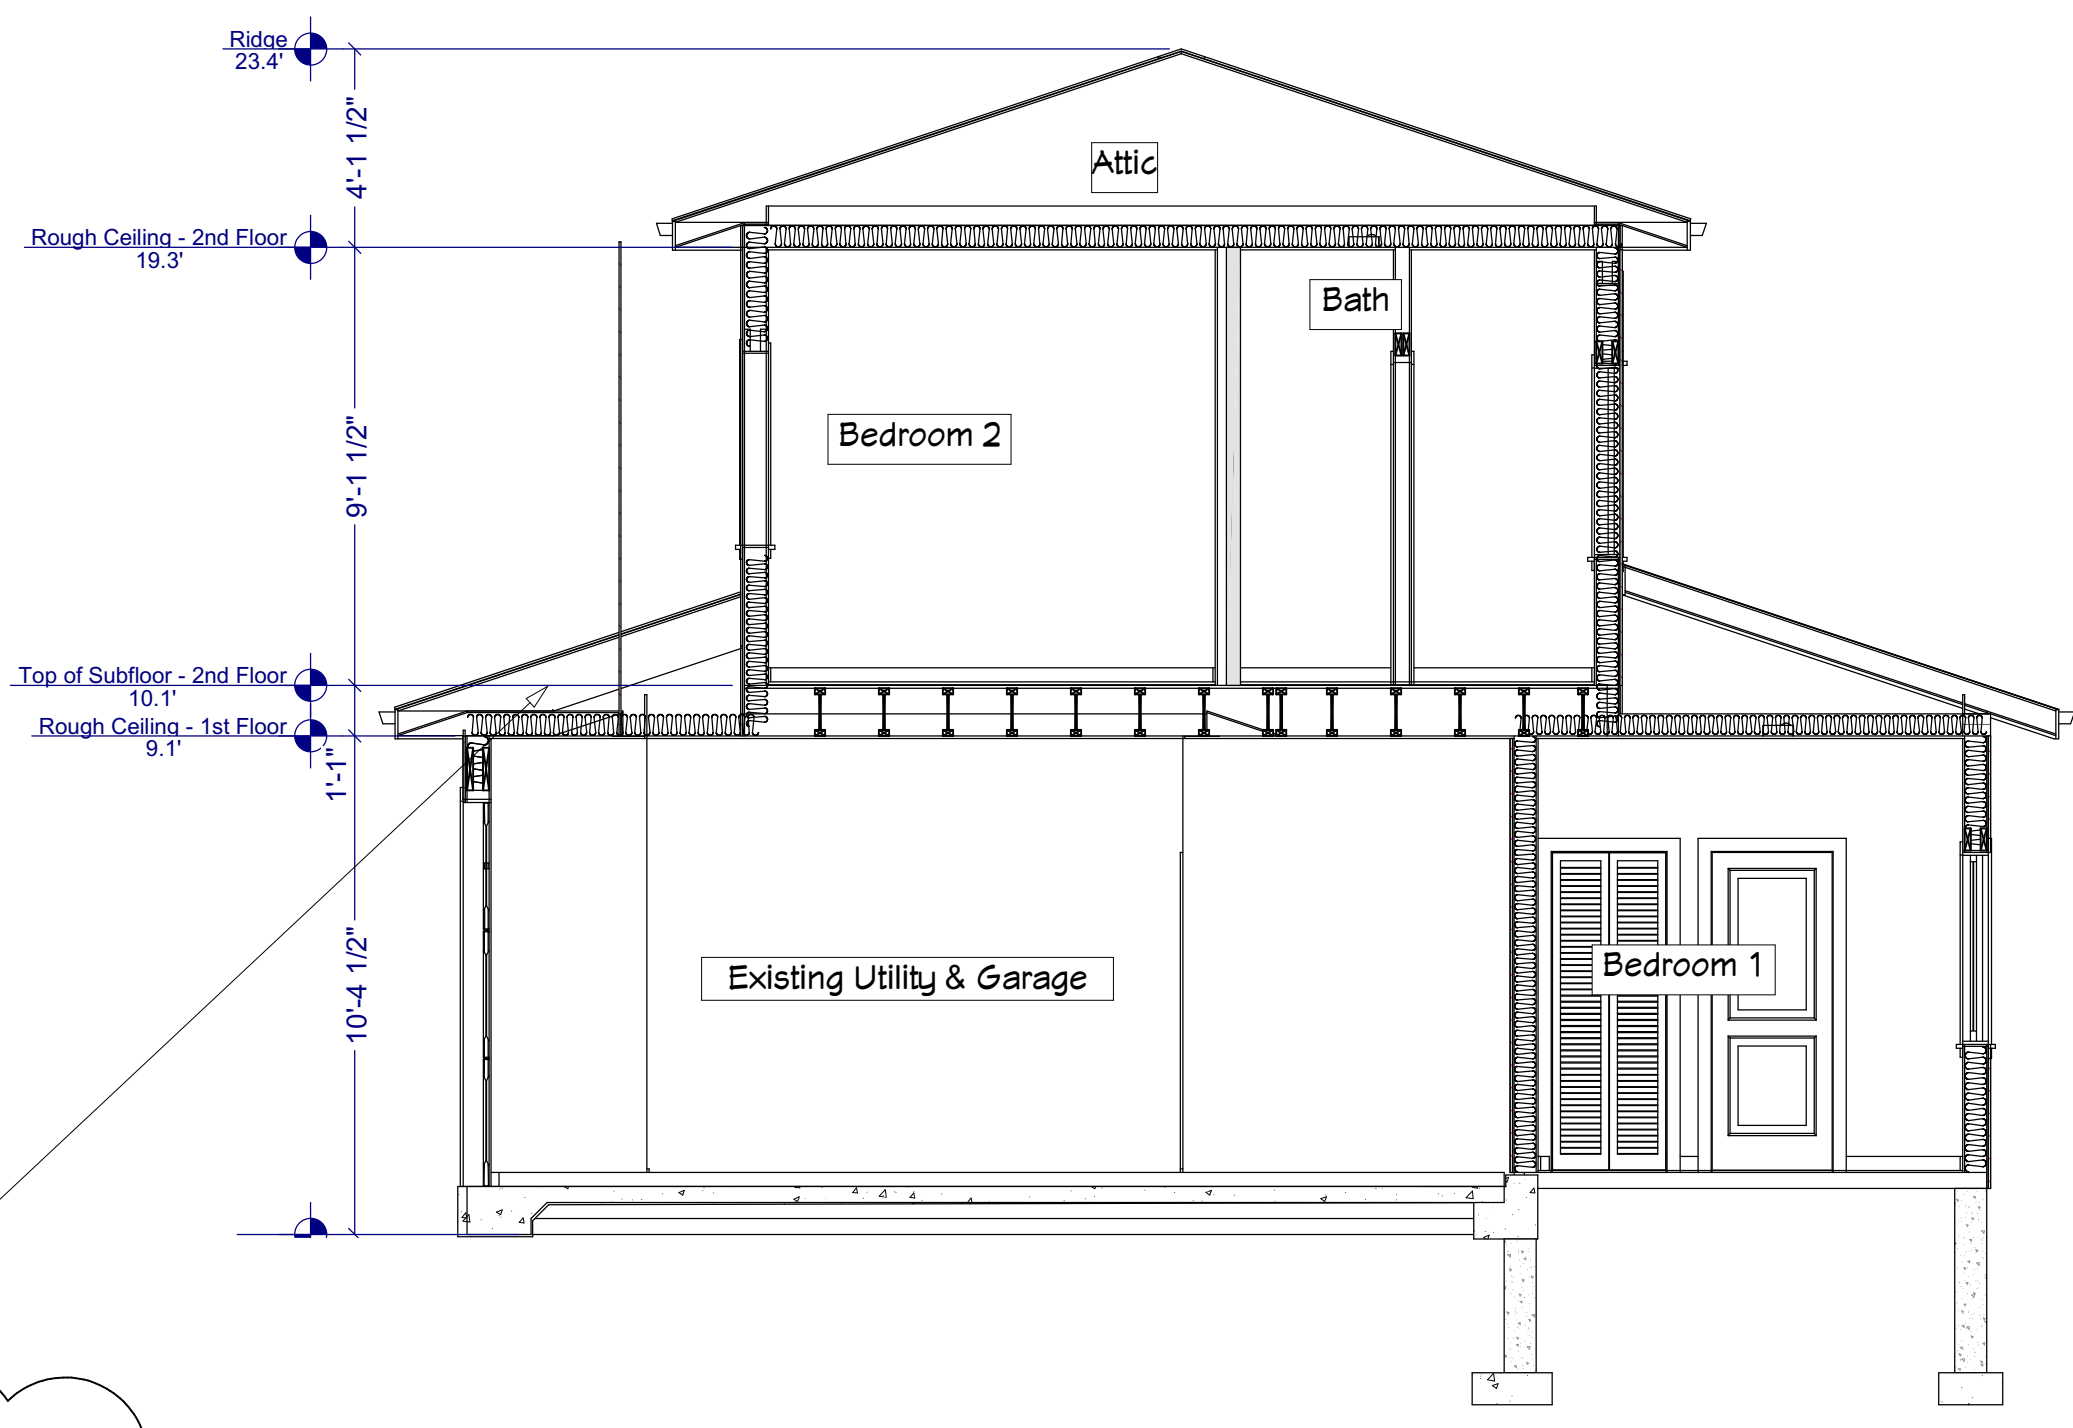 Ridge
23.4'
4'-1 1/2"
Attic
Rough Ceiling - 2nd Floor
19.3'
Bath
Bedroom 2
9'-1 1/2"
Top of Subfloor - 2nd Floor
10.1'
Rough Ceiling - 1st Floor
9.1'
1'-1"
10'-4 1/2"
Existing Utility & Garage
Bedroom 1